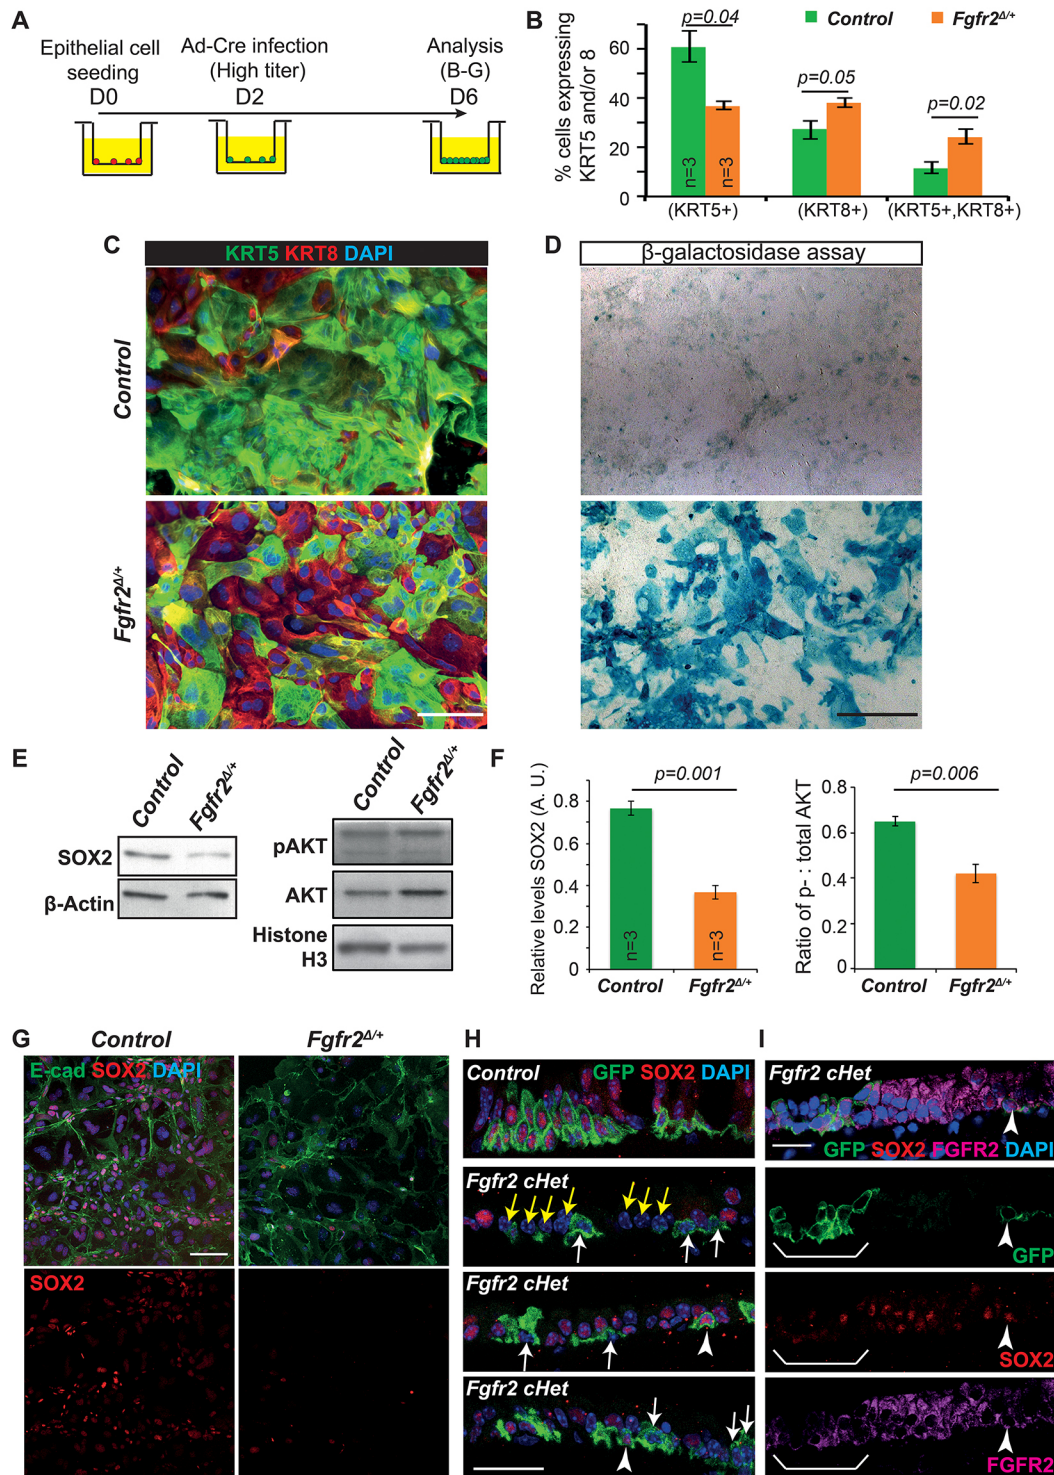 A
Epithelial cell
seeding
D0
Ad-Cre infection
(High titer)
D2
Analysis
(B-G)
D6
B
Control
Fgfr2Δ/+
% cells expressing
KRT5 and/or 8
60
40
20
0
p=0.04
p=0.05
p=0.02
n=3
n=3
(KRT5+)
(KRT8+)
(KRT5+,KRT8+)
C
KRT5 KRT8 DAPI
Control
Fgfr2Δ/+
D
β-galactosidase assay
E
Control
Fgfr2Δ/+
SOX2
β-Actin
Control
Fgfr2Δ/+
pAKT
AKT
Histone
H3
F
Relative levels SOX2 (A. U.)
0.8
0.6
0.4
0.2
0
p=0.001
n=3
n=3
Control
Fgfr2Δ/+
Ratio of p- : total AKT
0.8
0.6
0.4
0.2
0
p=0.006
Control
Fgfr2Δ/+
G
Control
Fgfr2Δ/+
E-cad SOX2 DAPI
SOX2
H
Control
GFP SOX2 DAPI
Fgfr2 cHet
Fgfr2 cHet
Fgfr2 cHet
I
Fgfr2 cHet
GFP SOX2 FGFR2 DAPI
GFP
SOX2
FGFR2